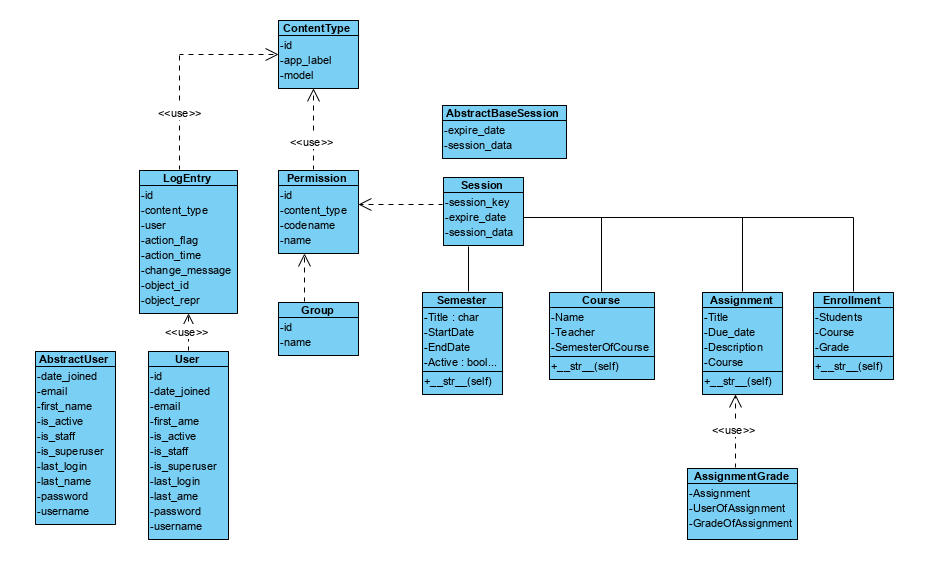 ContentType
-id
-app_label
-model
<<use>>
<<use>>
AbstractBaseSession
-expire_date
-session_data
LogEntry
-id
-content_type
-user
-action_flag
-action_time
-change_message
-object_id
-object_repr
Permission
-id
-content_type
-codename
-name
Session
-session_key
-expire_date
-session_data
Group
-id
-name
Semester
-Title : char
-StartDate
-EndDate
-Active : bool...
+__str__(self)
Course
-Name
-Teacher
-SemesterOfCourse
+__str__(self)
Assignment
-Title
-Due_date
-Description
-Course
+__str__(self)
Enrollment
-Students
-Course
-Grade
+__str__(self)
<<use>>
AbstractUser
-date_joined
-email
-first_name
-is_active
-is_staff
-is_superuser
-last_login
-last_name
-password
-username
User
-id
-date_joined
-email
-first_ame
-is_active
-is_staff
-is_superuser
-last_login
-last_ame
-password
-username
<<use>>
AssignmentGrade
-Assignment
-UserOfAssignment
-GradeOfAssignment